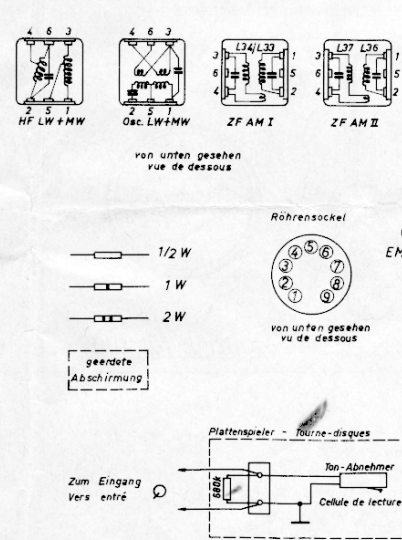 4 6 3
2 5 1
HF LW+MW
4 6 3
2 5 1
Osc. LW+MW
L34/L33
3 1
6 5
4 2
ZF AM I
L37 L36
3 1
6 5
4 2
ZF AM II
von unten gesehen
vue de dessous
1/2 W
1 W
2 W
geerdete
Abschirmung
Röhrensockel
1 2 3 4 5 6 7 8 9
von unten gesehen
vu de dessous
EM
Plattenspieler - Tourne-disques
Zum Eingang
Vers entré
680k
Ton-Abnehmer
Cellule de lecture